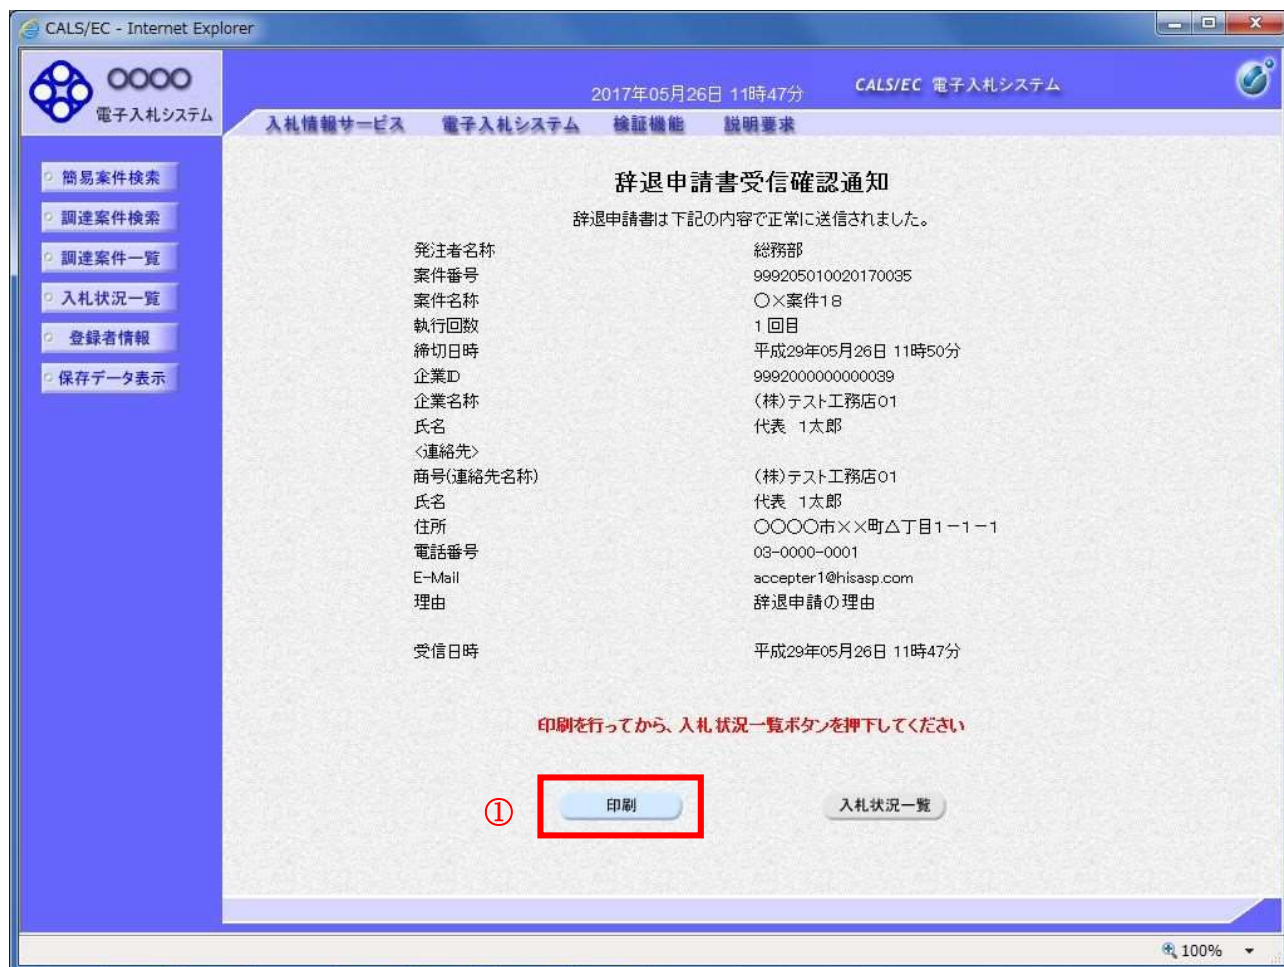 CALS/EC - Internet Explorer
○○○○
電子入札システム
2017年05月26日 11時47分
CALS/EC 電子入札システム
入札情報サービス 電子入札システム 検証機能 説明要求
簡易案件検索
調達案件検索
調達案件一覧
入札状況一覧
登録者情報
保存データ表示
辞退申請書受信確認通知
辞退申請書は下記の内容で正常に送信されました。
発注者名称 総務部
案件番号 999205010020170035
案件名称 ○×案件18
執行回数 1回目
締切日時 平成29年05月26日 11時50分
企業ID 9992000000000039
企業名称 (株)テスト工務店01
氏名 代表 1太郎
<連絡先>
商号(連絡先名称) (株)テスト工務店01
氏名 代表 1太郎
住所 ○○○○市××町△丁目1-1-1
電話番号 03-0000-0001
E-Mail accepter1@hisasp.com
理由 辞退申請の理由
受信日時 平成29年05月26日 11時47分
印刷を行ってから、入札状況一覧ボタンを押下してください
① 印刷 入札状況一覧
100%